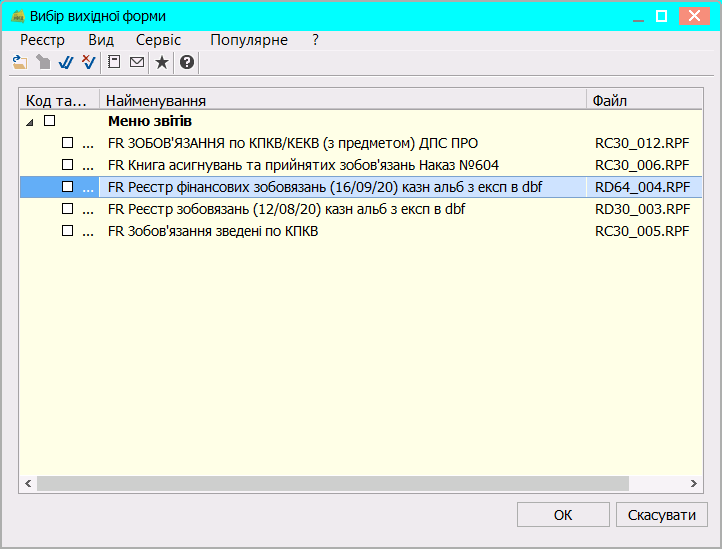 Вибір вихідної форми
Реєстр Вид Сервіс Популярне ?
Код та... Найменування Файл
Меню звітів
... FR ЗОБОВ'ЯЗАННЯ по КПКВ/КЕКВ (з предметом) ДПС ПРО RC30_012.RPF
... FR Книга асигнувань та прийнятих зобов'язань Наказ №604 RC30_006.RPF
... FR Реєстр фінансових зобовязань (16/09/20) казн альб з експ в dbf RD64_004.RPF
... FR Реєстр зобовязань (12/08/20) казн альб з експ в dbf RD30_003.RPF
... FR Зобов'язання зведені по КПКВ RC30_005.RPF
OK Скасувати